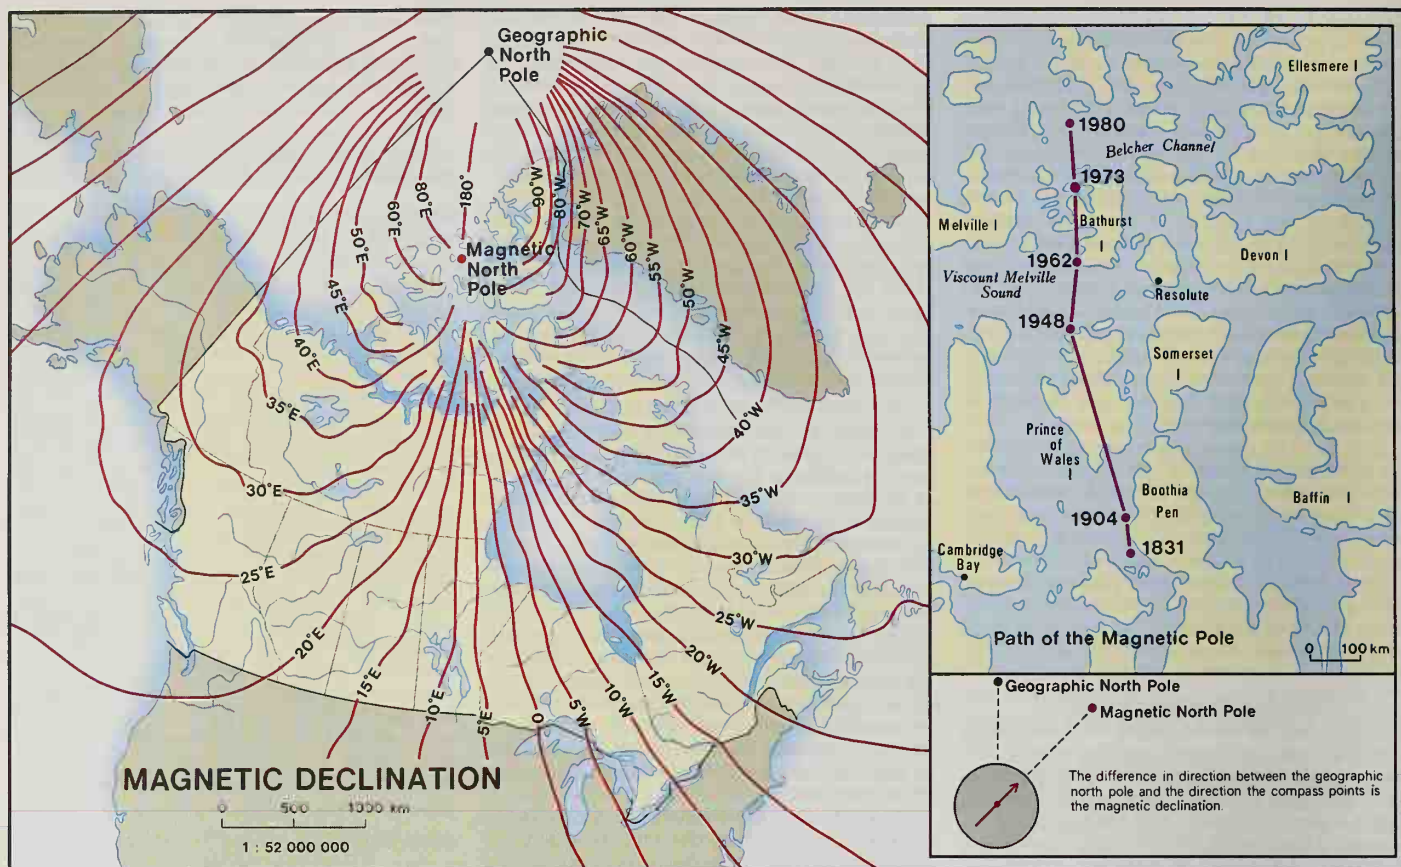 Geographic
North
Pole
180°
80°E
60°E
50°E
45°E
40°E
35°E
30°E
25°E
20°E
15°E
10°E
5°E
0
5°W
10°W
15°W
20°W
25°W
30°W
35°W
40°W
45°W
50°W
55°W
60°W
65°W
70°W
80°W
90°W
Magnetic
North
Pole
MAGNETIC DECLINATION
0 500 1000 km
1 : 52 000 000
Ellesmere I
1980
Belcher Channel
1973
Melville I
Bathurst
I
Devon I
1962
Viscount Melville
Sound
Resolute
1948
Somerset
I
Prince
of
Wales
I
Boothia
Pen
Baffin I
1904
1831
Cambridge
Bay
Path of the Magnetic Pole
0 100 km
Geographic North Pole
Magnetic North Pole
The difference in direction between the geographic
north pole and the direction the compass points is
the magnetic declination.